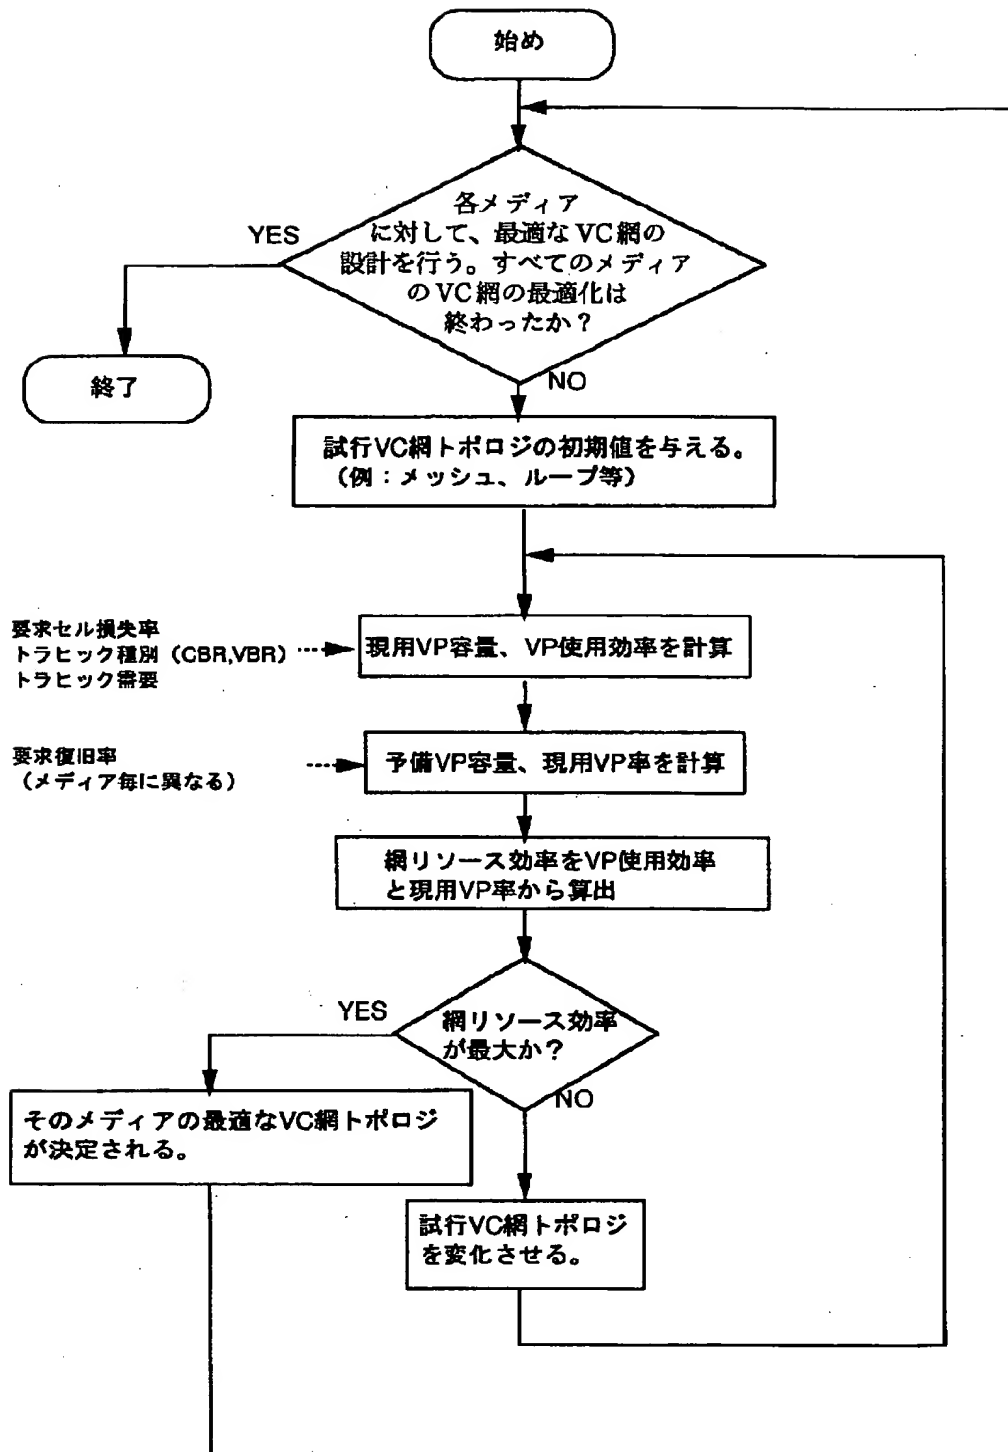 始め
各メディア
に対して、最適なVC網の
設計を行う。すべてのメディア
のVC網の最適化は
終わったか？
YES
終了
NO
試行VC網トポロジの初期値を与える。
（例：メッシュ、ループ等）
要求セル損失率
トラヒック種別（CBR,VBR）
トラヒック需要
現用VP容量、VP使用効率を計算
要求復旧率
（メディア毎に異なる）
予備VP容量、現用VP率を計算
網リソース効率をVP使用効率
と現用VP率から算出
YES
網リソース効率
が最大か？
NO
そのメディアの最適なVC網トポロジ
が決定される。
試行VC網トポロジ
を変化させる。